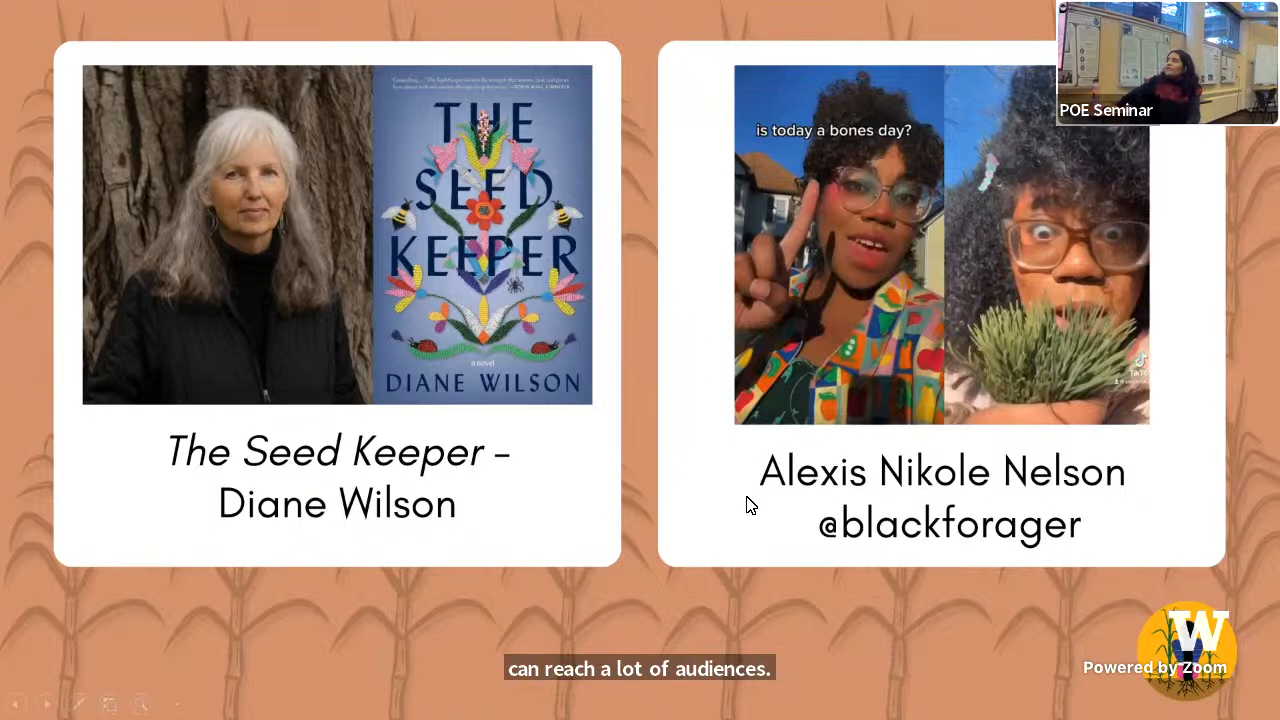 THE
SEED
KEEPER
a novel
DIANE WILSON
The Seed Keeper –
Diane Wilson
is today a bones day?
TikTo
Alexis Nikole Nelson
@blackforager
POE Seminar
can reach a lot of audiences.
W
Powered by Zoom